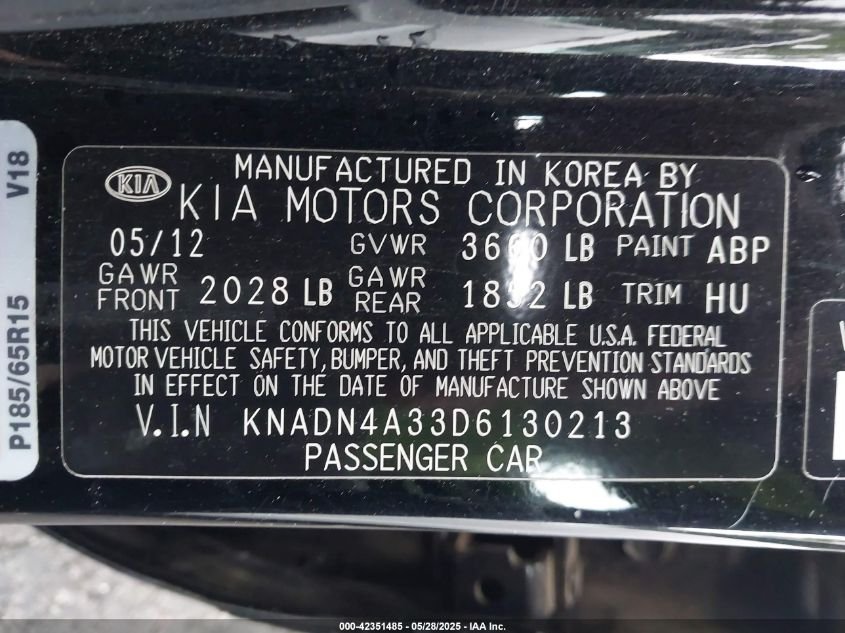 V18
P185/65R15
KIA
MANUFACTURED IN KOREA BY
KIA MOTORS CORPORATION
05/12 GVWR LB PAINT ABP
GAWR FRONT 2028 LB GAWR REAR LB TRIM HU
THIS VEHICLE CONFORMS TO ALL APPLICABLE U.S.A. FEDERAL
MOTOR VEHICLE SAFETY, BUMPER, AND THEFT PREVENTION STANDARDS
IN EFFECT ON THE DATE OF MANUFACTURE SHOWN ABOVE
V.I.N KNADN4A33D6130213
PASSENGER CAR
000-42351485 - 05/28/2025 - IAA Inc.